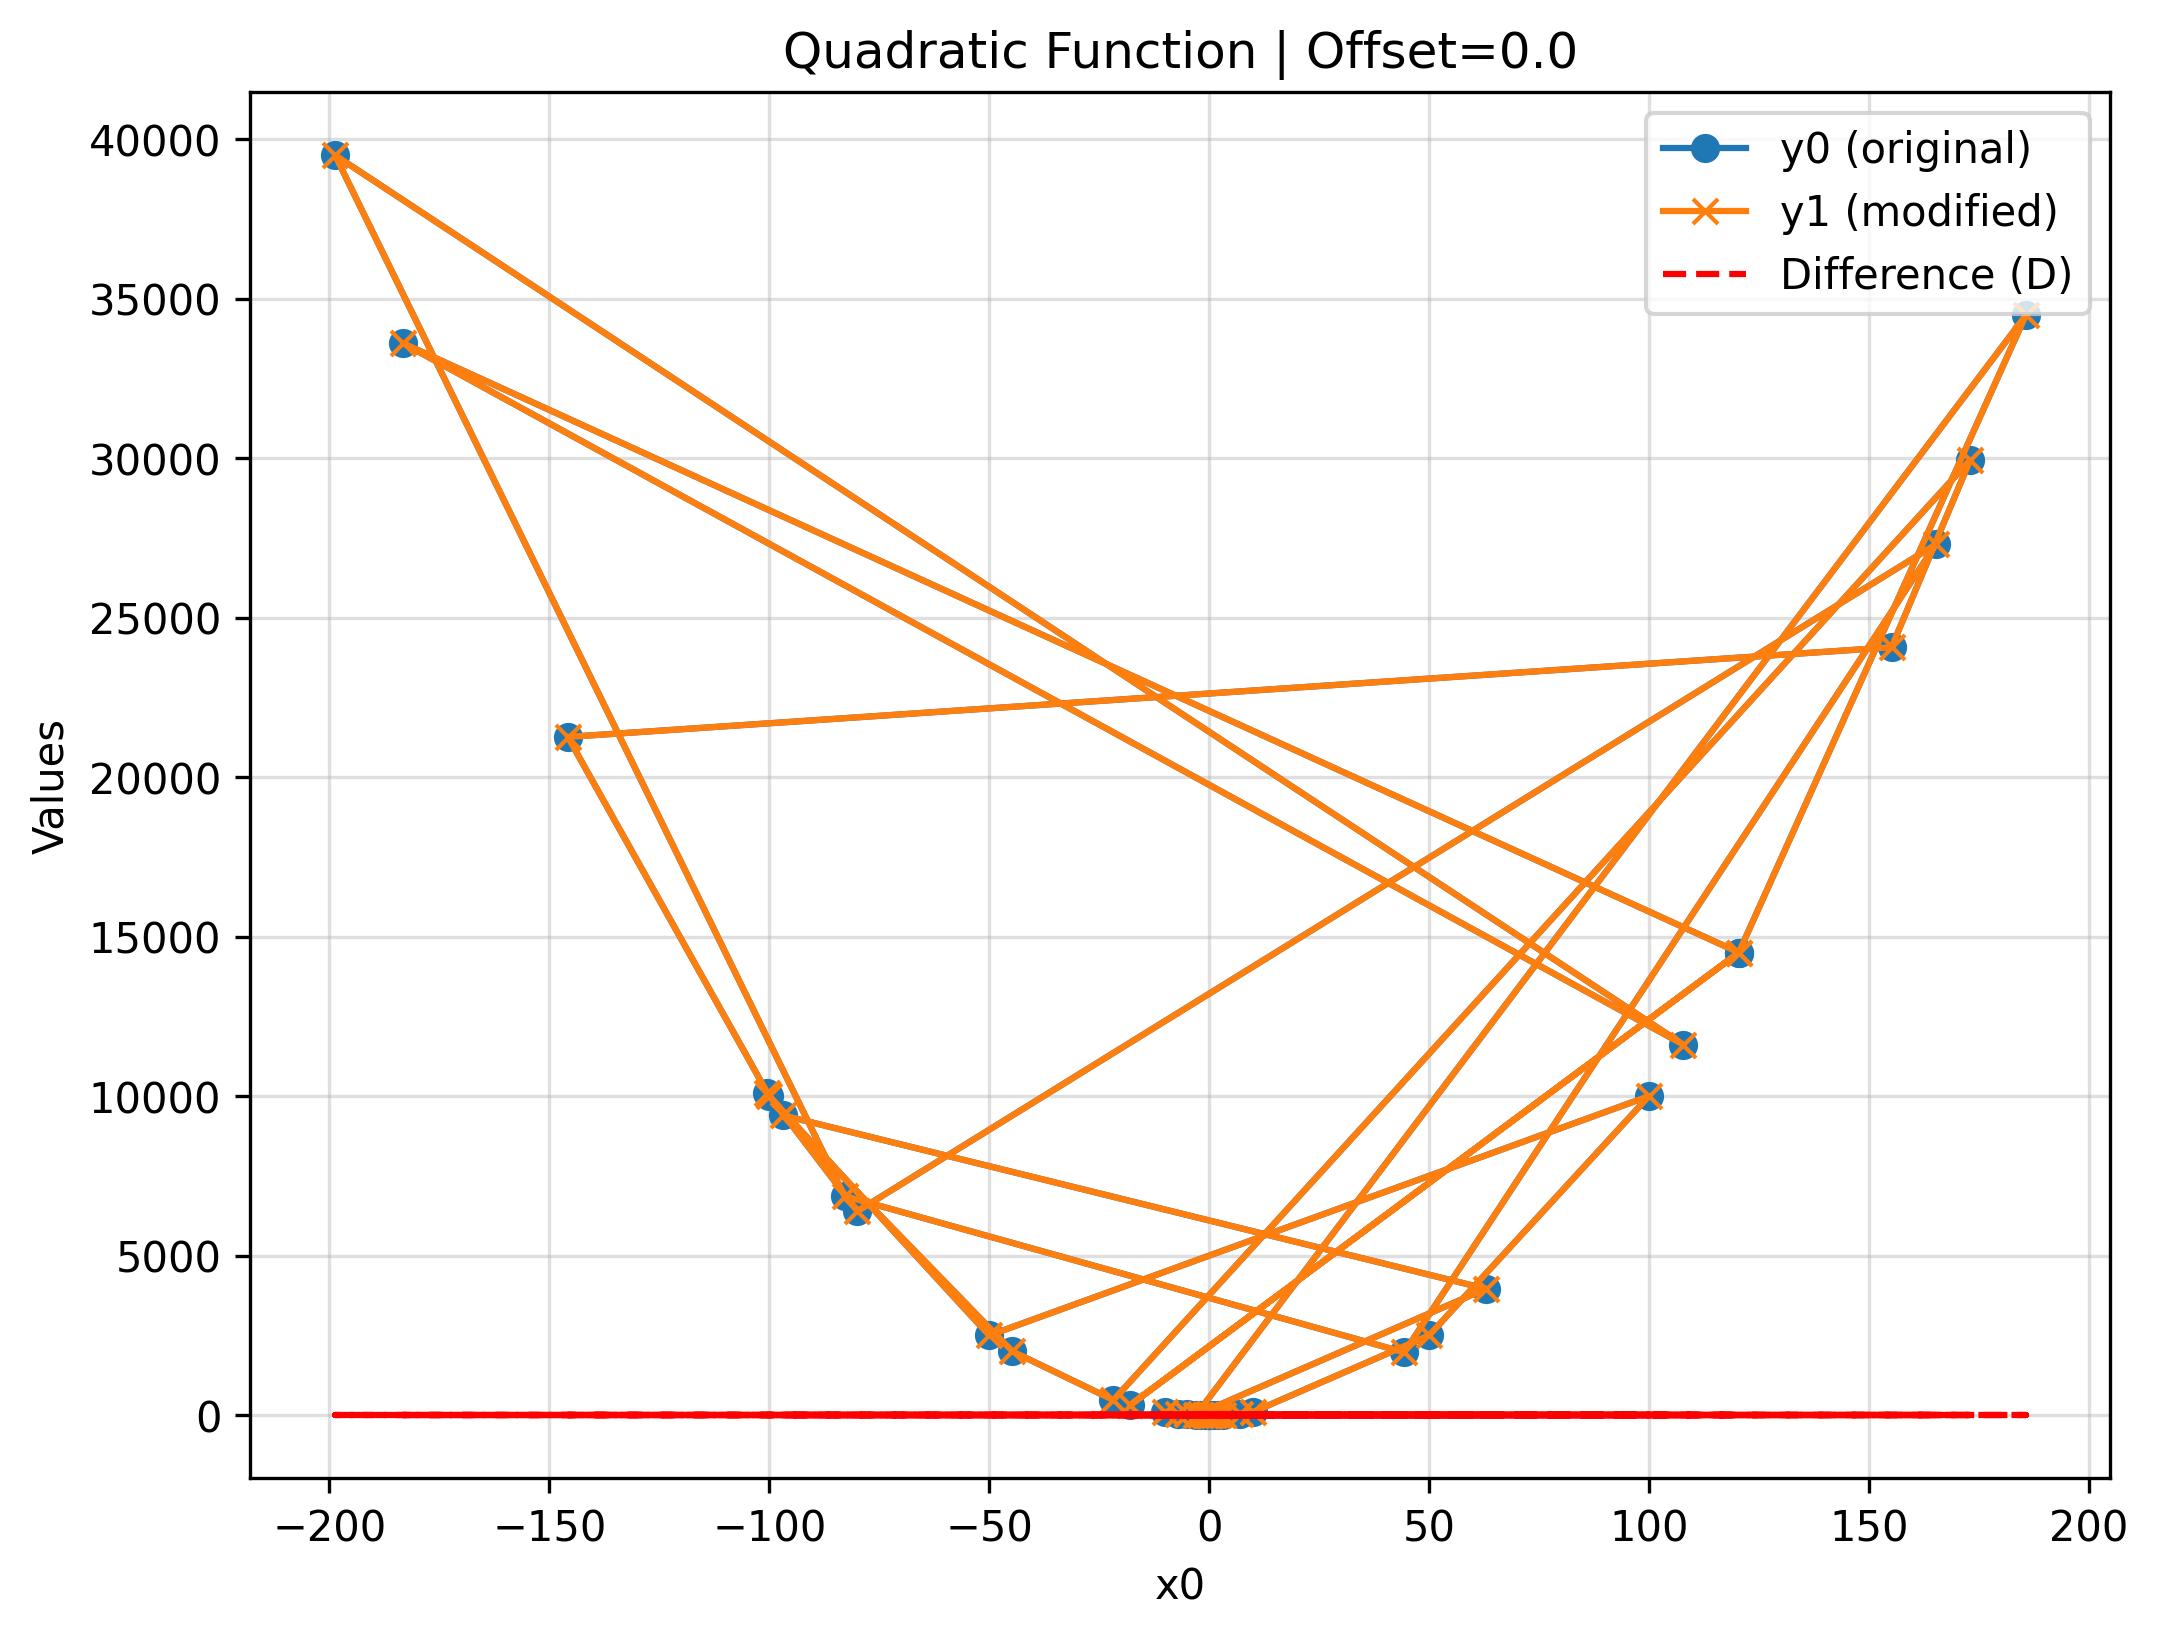 Quadratic Function | Offset=0.0
y0 (original)
y1 (modified)
Difference (D)
40000
35000
30000
25000
20000
15000
10000
5000
0
Values
−200 −150 −100 −50 0 50 100 150 200
x0